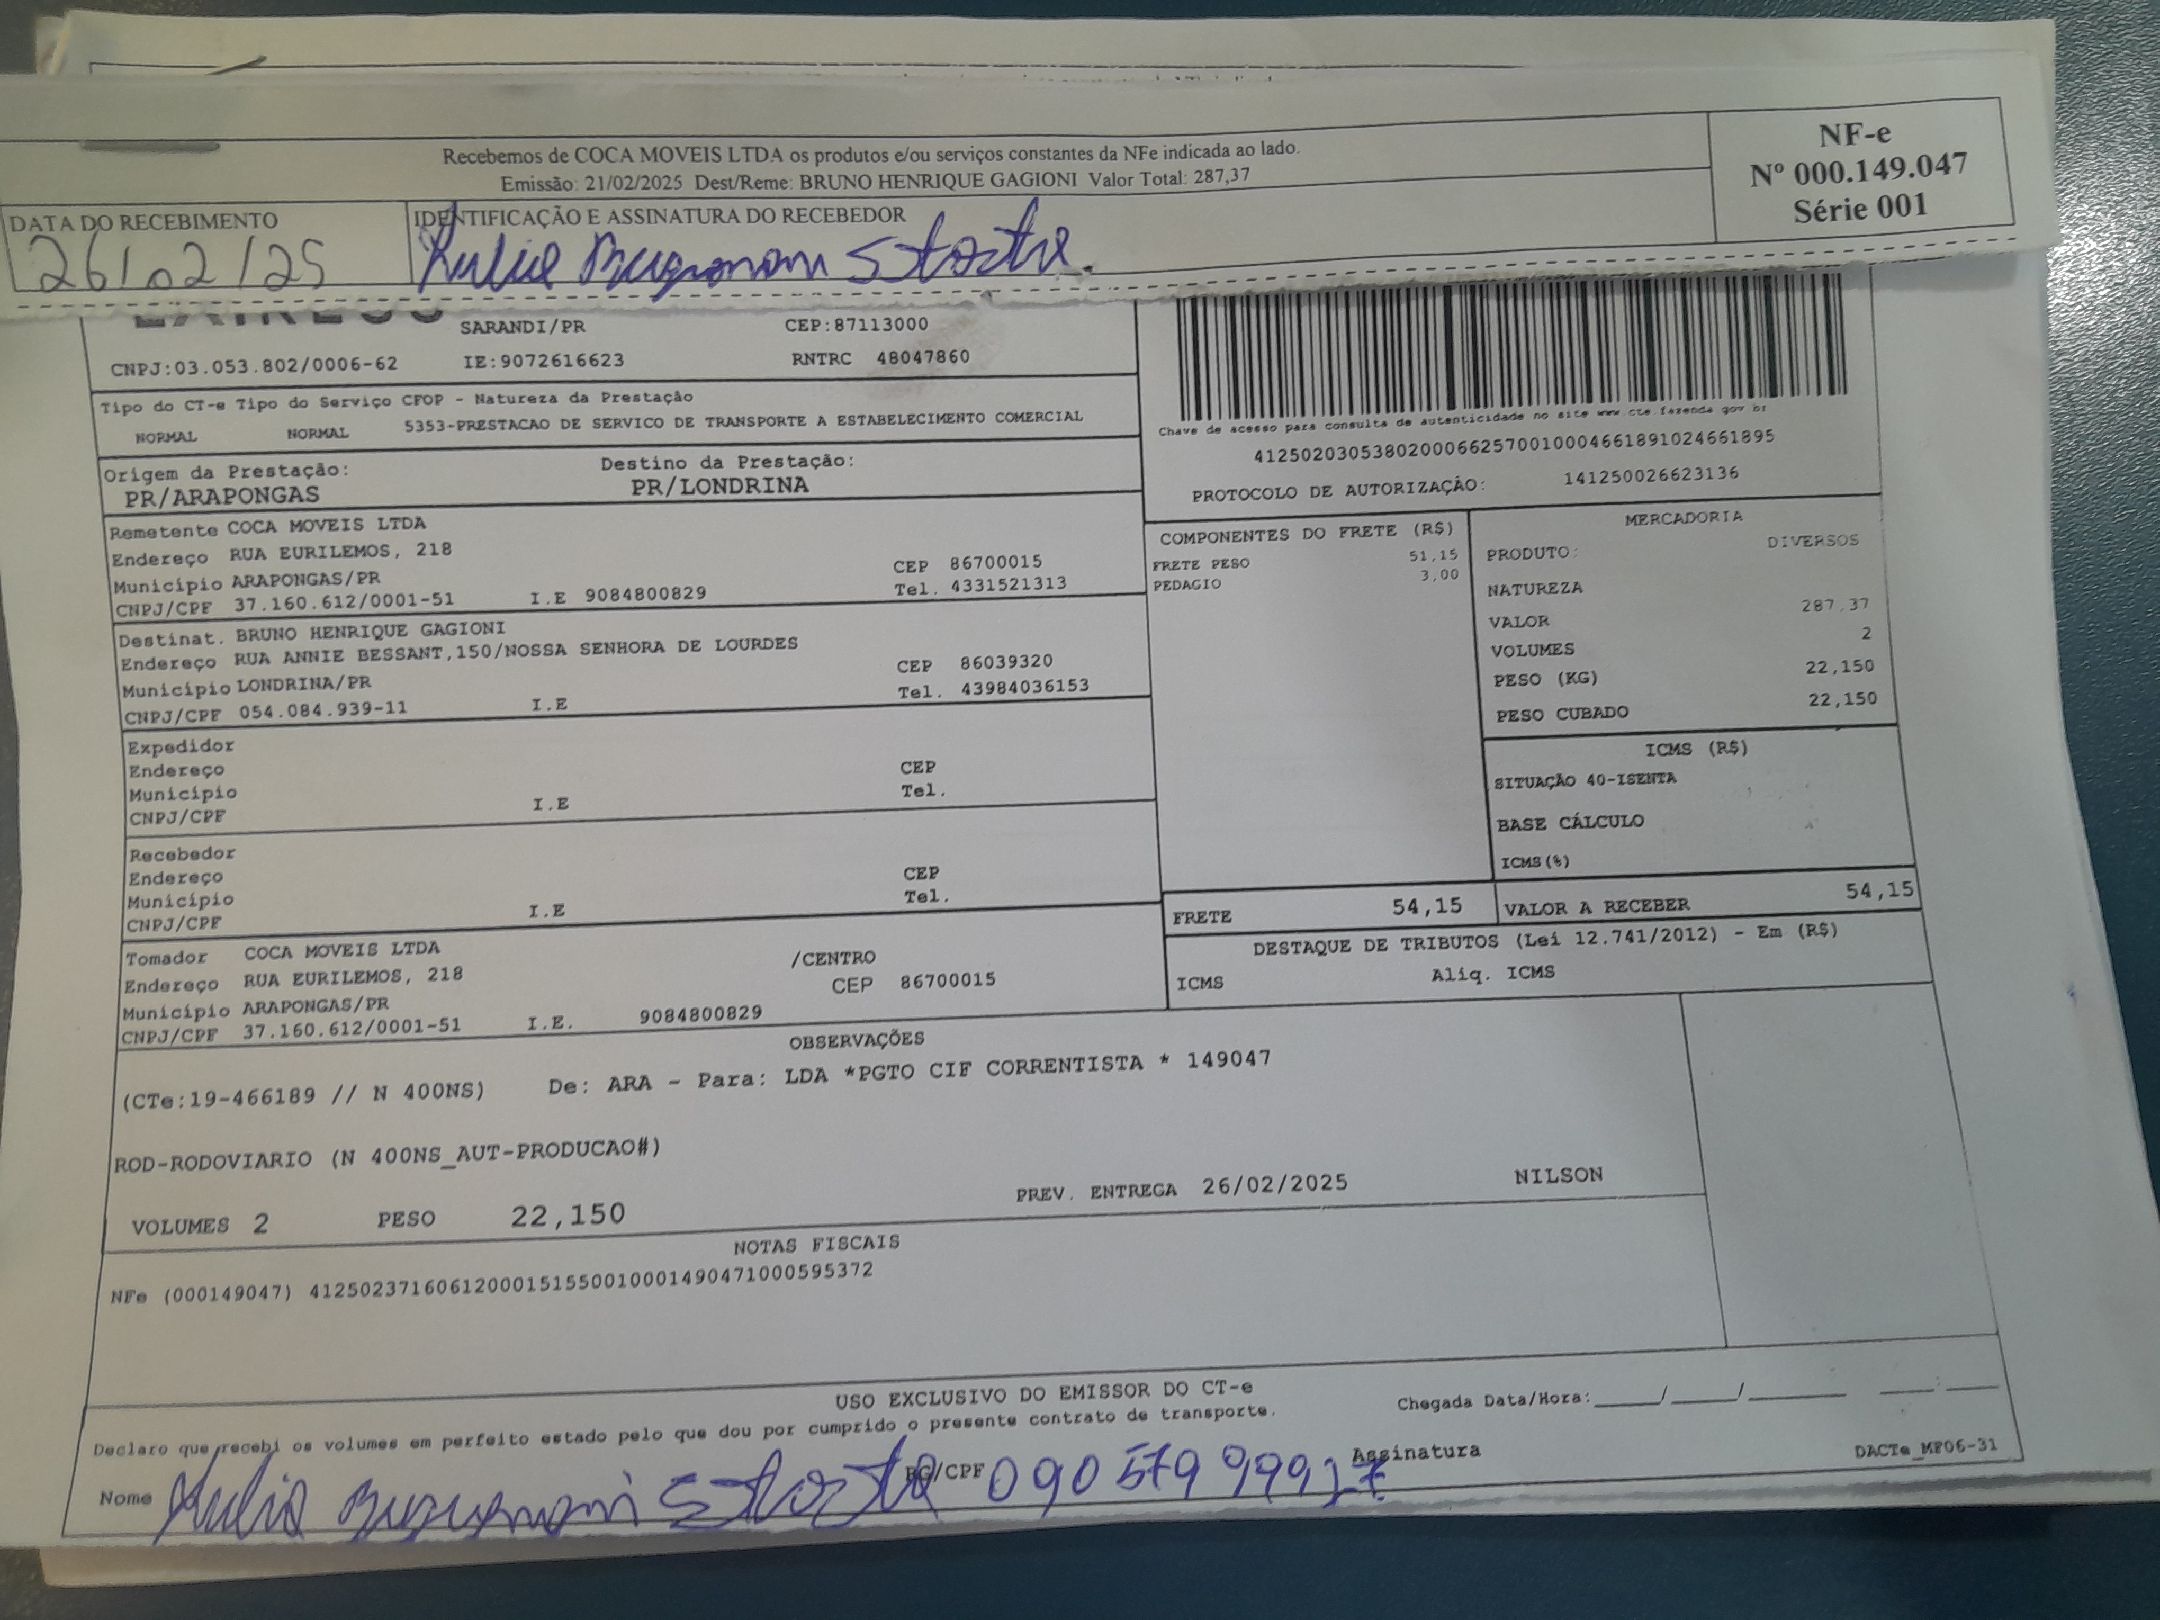 Recebemos de COCA MOVEIS LTDA os produtos e/ou serviços constantes da NFe indicada ao lado.
Emissão: 21/02/2025 Dest/Reme: BRUNO HENRIQUE GAGIONI Valor Total: 287,37
NF-e
Nº 000.149.047
Série 001
DATA DO RECEBIMENTO
26/02/25
IDENTIFICAÇÃO E ASSINATURA DO RECEBEDOR
SARANDI/PR CEP:87113000
CNPJ:03.053.802/0006-62 IE:9072616623 RNTRC 48047860
Tipo do CT-e Tipo do Serviço CFOP - Natureza da Prestação
NORMAL NORMAL 5353-PRESTACAO DE SERVICO DE TRANSPORTE A ESTABELECIMENTO COMERCIAL
Chave de acesso para consulta de autenticidade no site www.cte.fazenda gov br
41250203053802000662570010004661891024661895
PROTOCOLO DE AUTORIZAÇÃO: 141250026623136
Origem da Prestação: Destino da Prestação:
PR/ARAPONGAS PR/LONDRINA
Remetente COCA MOVEIS LTDA
Endereço RUA EURILEMOS, 218 CEP 86700015
Município ARAPONGAS/PR Tel. 4331521313
CNPJ/CPF 37.160.612/0001-51 I.E 9084800829
Destinat. BRUNO HENRIQUE GAGIONI
Endereço RUA ANNIE BESSANT,150/NOSSA SENHORA DE LOURDES CEP 86039320
Município LONDRINA/PR Tel. 43984036153
CNPJ/CPF 054.084.939-11 I.E
Expedidor
Endereço CEP
Município Tel.
CNPJ/CPF I.E
Recebedor
Endereço CEP
Município Tel.
CNPJ/CPF I.E
Tomador COCA MOVEIS LTDA /CENTRO
Endereço RUA EURILEMOS, 218 CEP 86700015
Município ARAPONGAS/PR
CNPJ/CPF 37.160.612/0001-51 I.E. 9084800829
COMPONENTES DO FRETE (R$)
FRETE PESO 51,15
PEDAGIO 3,00
MERCADORIA
PRODUTO: DIVERSOS
NATUREZA
VALOR 287,37
VOLUMES 2
PESO (KG) 22,150
PESO CUBADO 22,150
ICMS (R$)
SITUAÇÃO 40-ISENTA
BASE CÁLCULO
ICMS(%)
FRETE 54,15 VALOR A RECEBER 54,15
DESTAQUE DE TRIBUTOS (Lei 12.741/2012) - Em (R$)
ICMS Aliq. ICMS
OBSERVAÇÕES
(CTe:19-466189 // N 400NS) De: ARA - Para: LDA *PGTO CIF CORRENTISTA * 149047
ROD-RODOVIARIO (N 400NS_AUT-PRODUCAO#)
VOLUMES 2 PESO 22,150 PREV. ENTREGA 26/02/2025 NILSON
NOTAS FISCAIS
NFe (000149047) 41250237160612000151550010001490471000595372
USO EXCLUSIVO DO EMISSOR DO CT-e
Declaro que recebi os volumes em perfeito estado pelo que dou por cumprido o presente contrato de transporte.
Chegada Data/Hora:____/____/______ ___:___
Nome RG/CPF Assinatura
DACTe_MF06-31